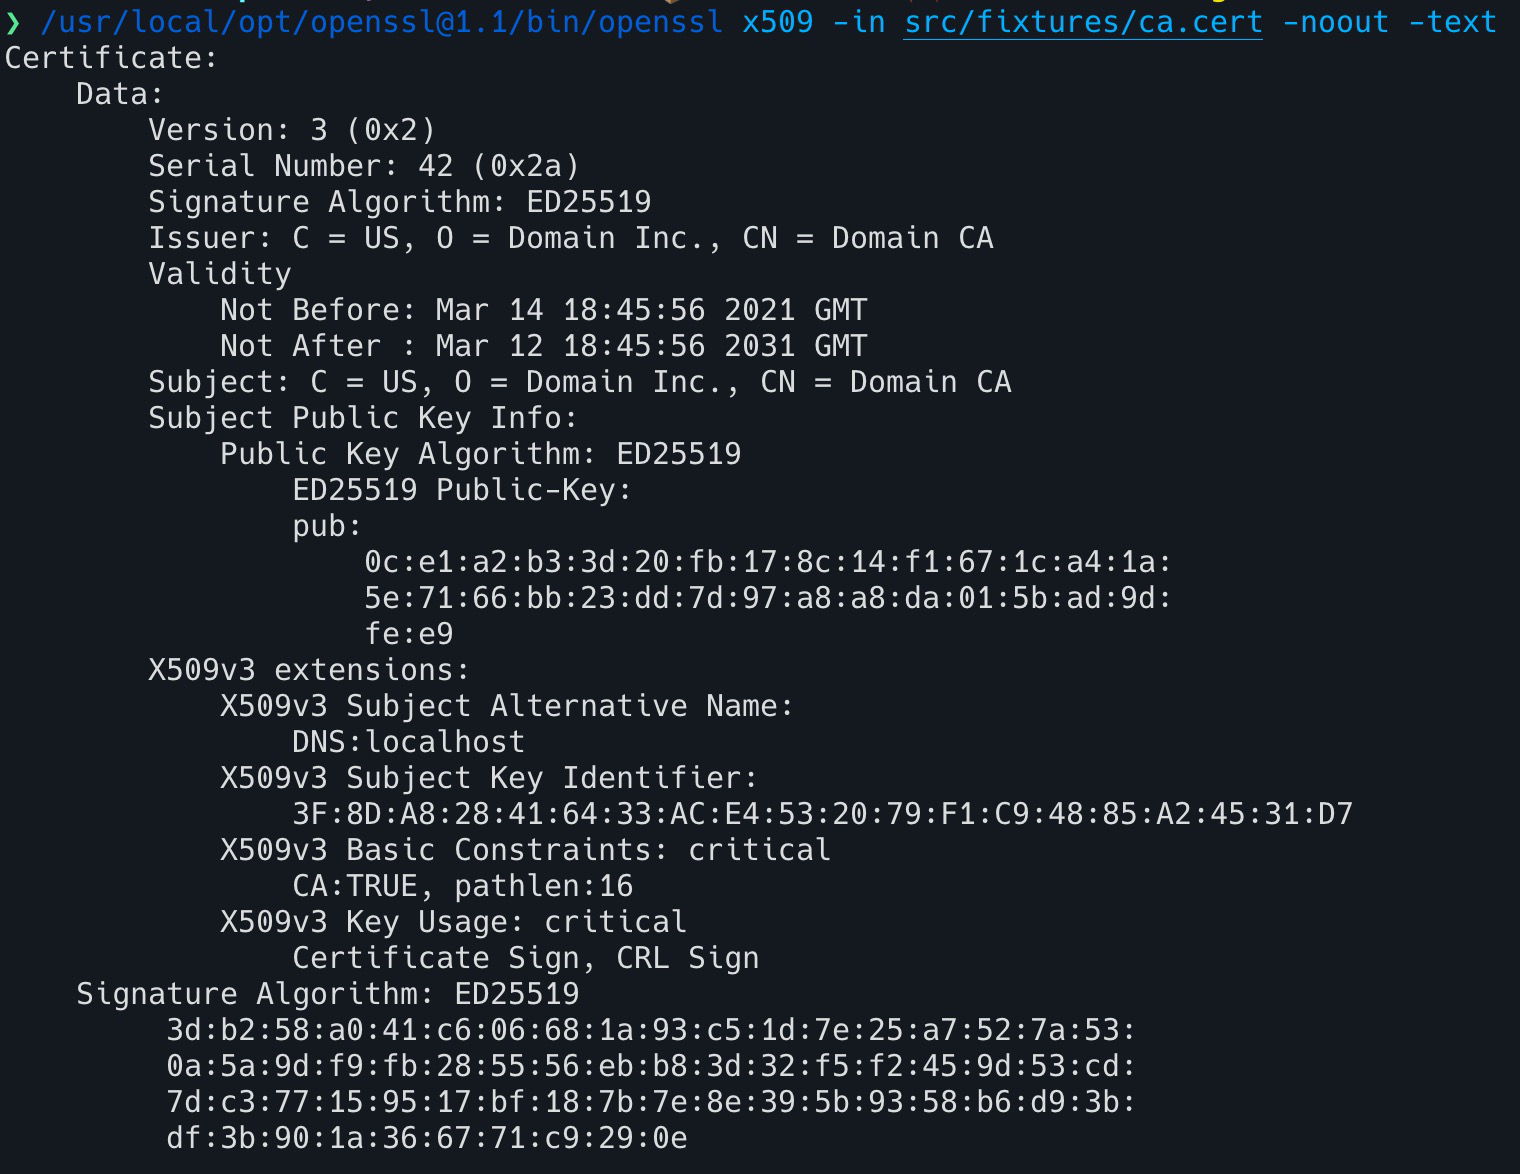 ❯ /usr/local/opt/openssl@1.1/bin/openssl x509 -in src/fixtures/ca.cert -noout -text
Certificate:
    Data:
        Version: 3 (0x2)
        Serial Number: 42 (0x2a)
        Signature Algorithm: ED25519
        Issuer: C = US, O = Domain Inc., CN = Domain CA
        Validity
            Not Before: Mar 14 18:45:56 2021 GMT
            Not After : Mar 12 18:45:56 2031 GMT
        Subject: C = US, O = Domain Inc., CN = Domain CA
        Subject Public Key Info:
            Public Key Algorithm: ED25519
                ED25519 Public-Key:
                pub:
                    0c:e1:a2:b3:3d:20:fb:17:8c:14:f1:67:1c:a4:1a:
                    5e:71:66:bb:23:dd:7d:97:a8:a8:da:01:5b:ad:9d:
                    fe:e9
        X509v3 extensions:
            X509v3 Subject Alternative Name:
                DNS:localhost
            X509v3 Subject Key Identifier:
                3F:8D:A8:28:41:64:33:AC:E4:53:20:79:F1:C9:48:85:A2:45:31:D7
            X509v3 Basic Constraints: critical
                CA:TRUE, pathlen:16
            X509v3 Key Usage: critical
                Certificate Sign, CRL Sign
    Signature Algorithm: ED25519
         3d:b2:58:a0:41:c6:06:68:1a:93:c5:1d:7e:25:a7:52:7a:53:
         0a:5a:9d:f9:fb:28:55:56:eb:b8:3d:32:f5:f2:45:9d:53:cd:
         7d:c3:77:15:95:17:bf:18:7b:7e:8e:39:5b:93:58:b6:d9:3b:
         df:3b:90:1a:36:67:71:c9:29:0e